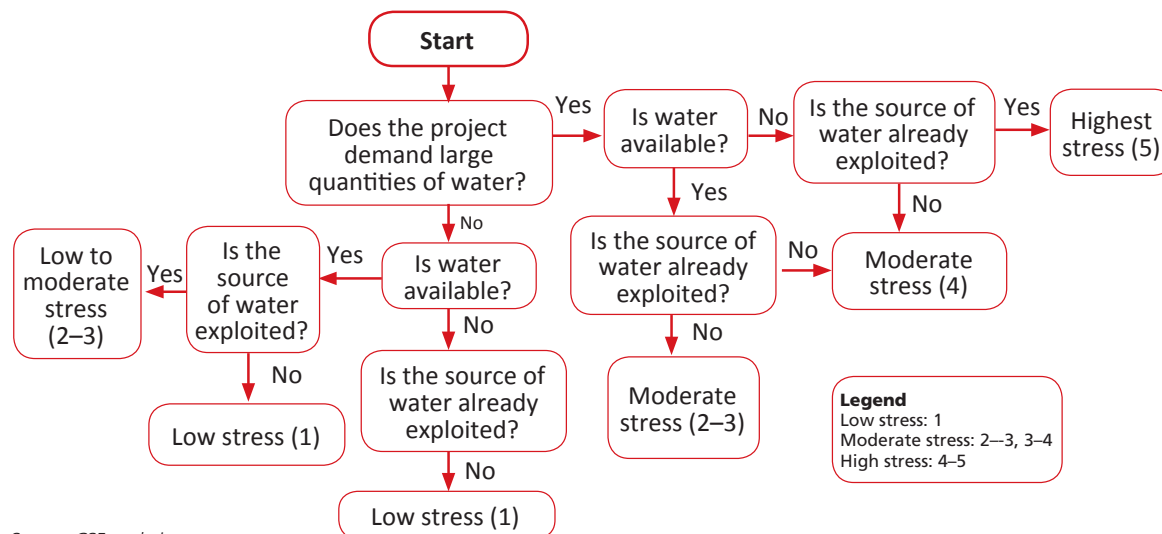 Start
Does the project
demand large
quantities of water?
Yes
Is water
available?
No
Is the source of
water already
exploited?
Yes
Highest
stress (5)
No
Yes
No
Low to
moderate
stress
(2–3)
Yes
Is the
source
of water
exploited?
Yes
Is water
available?
Is the source of
water already
exploited?
No
Moderate
stress (4)
No
No
No
Low stress (1)
Is the source of
water already
exploited?
Moderate
stress (2–3)
No
Low stress (1)
Legend
Low stress: 1
Moderate stress: 2–-3, 3–4
High stress: 4–5